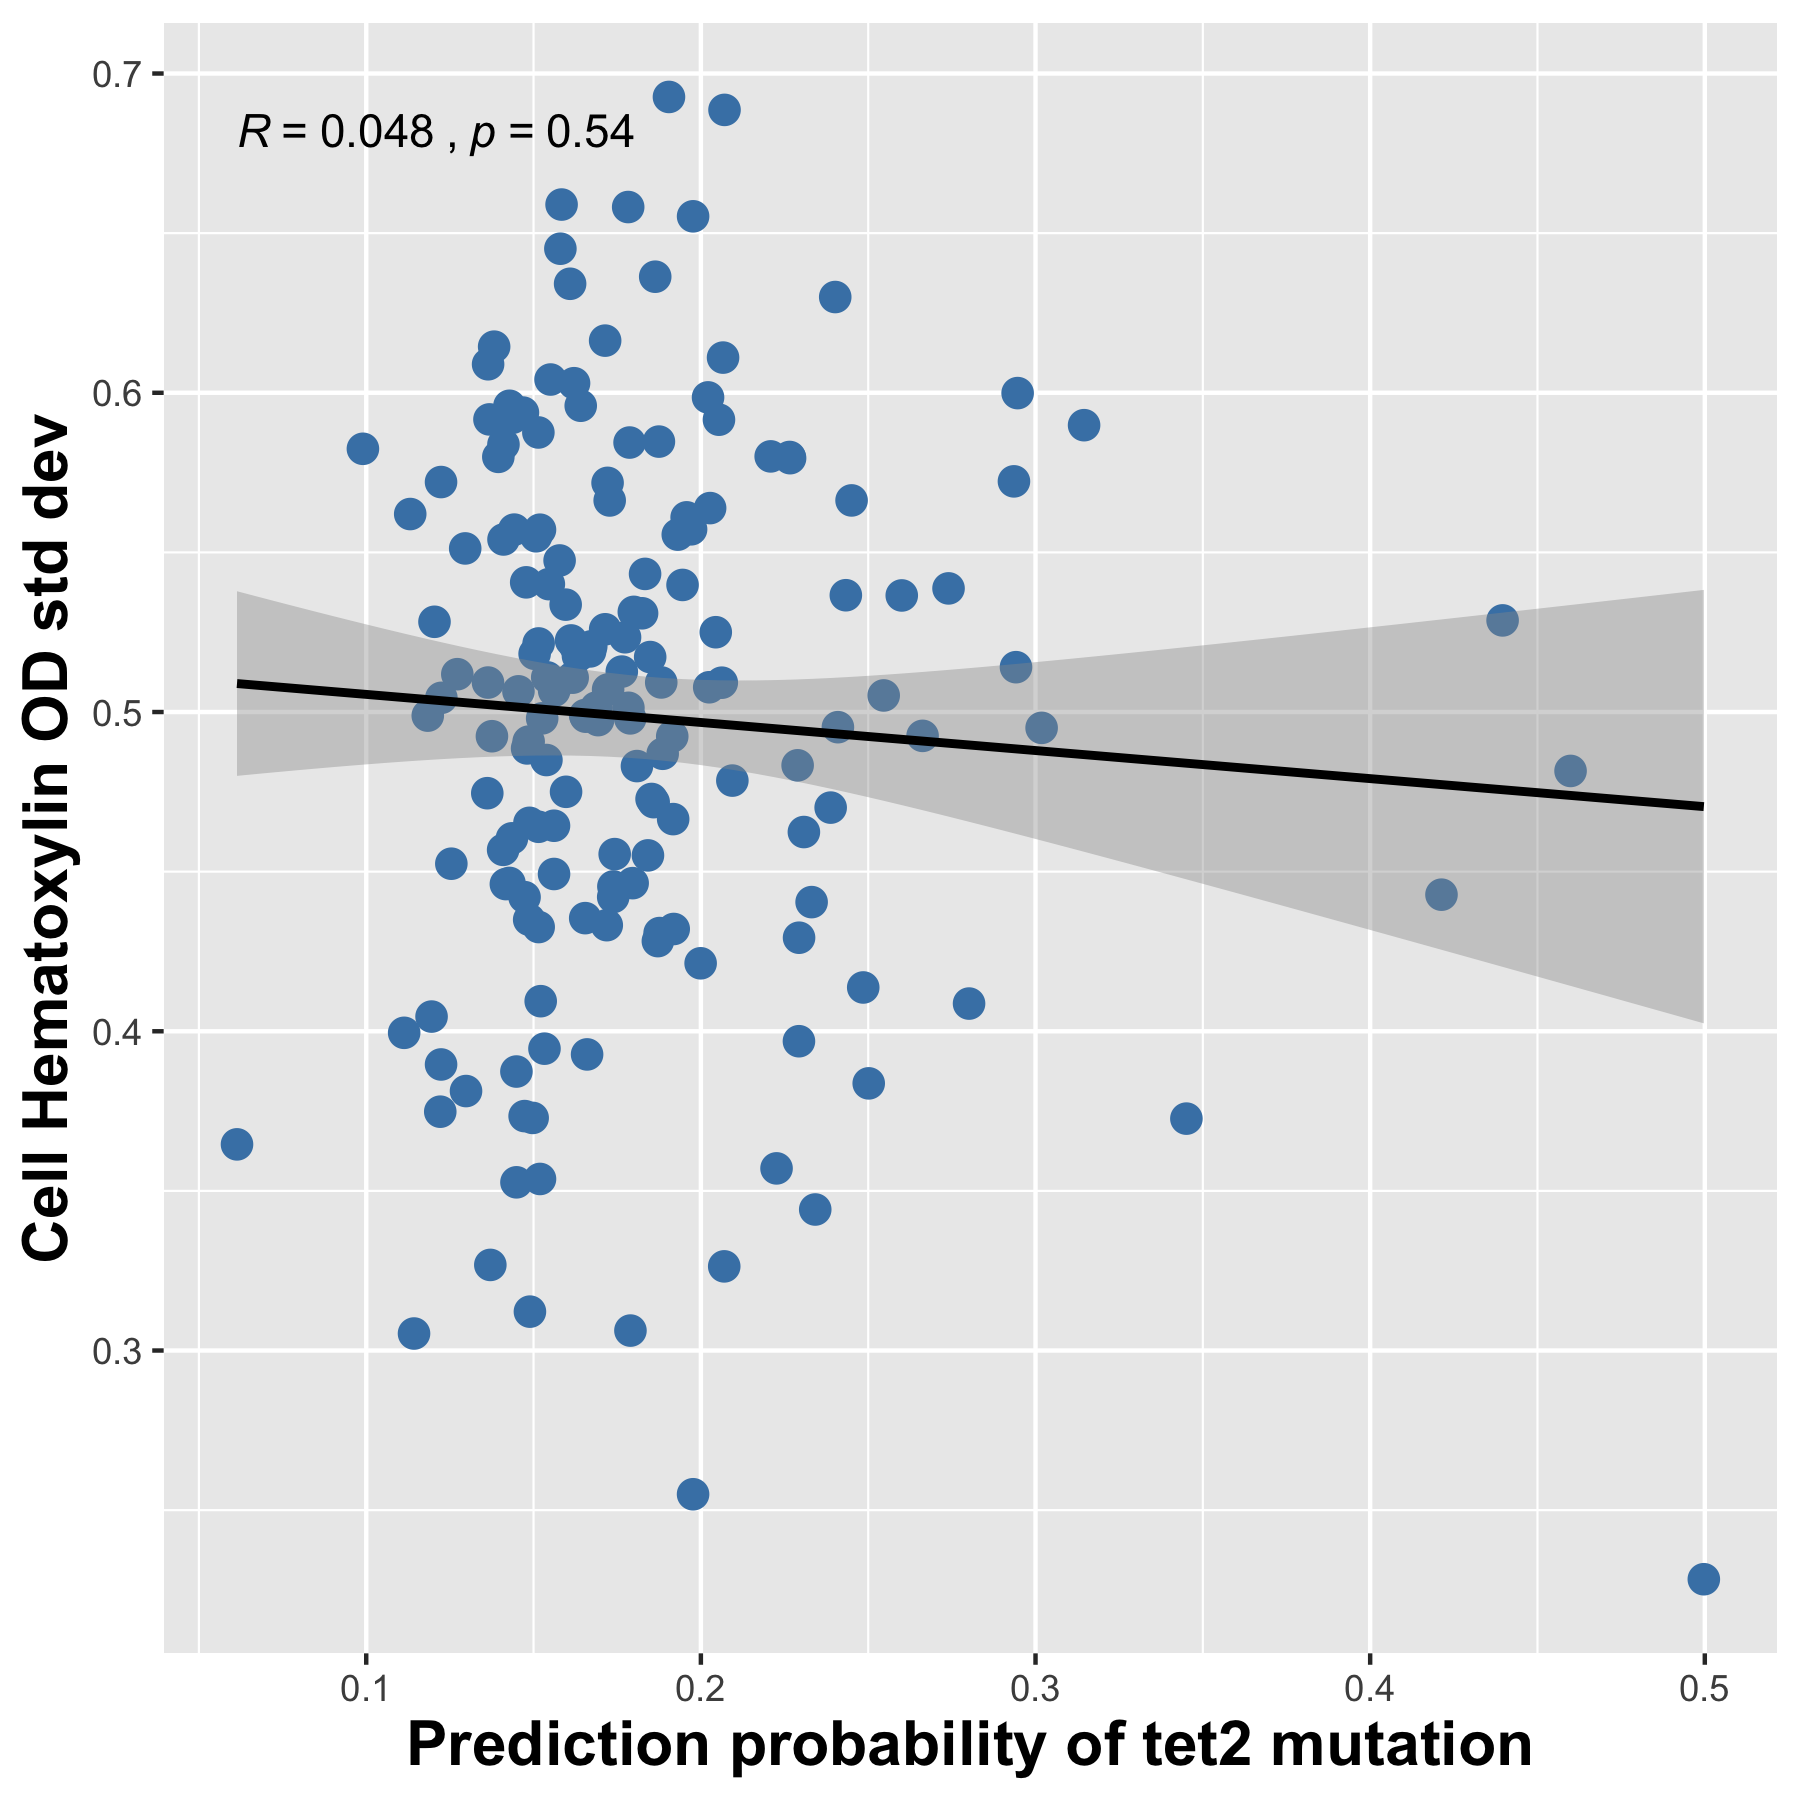 R = 0.048 , p = 0.54
0.7
0.6
0.5
0.4
0.3
Cell Hematoxylin OD std dev
0.1 0.2 0.3 0.4 0.5
Prediction probability of tet2 mutation